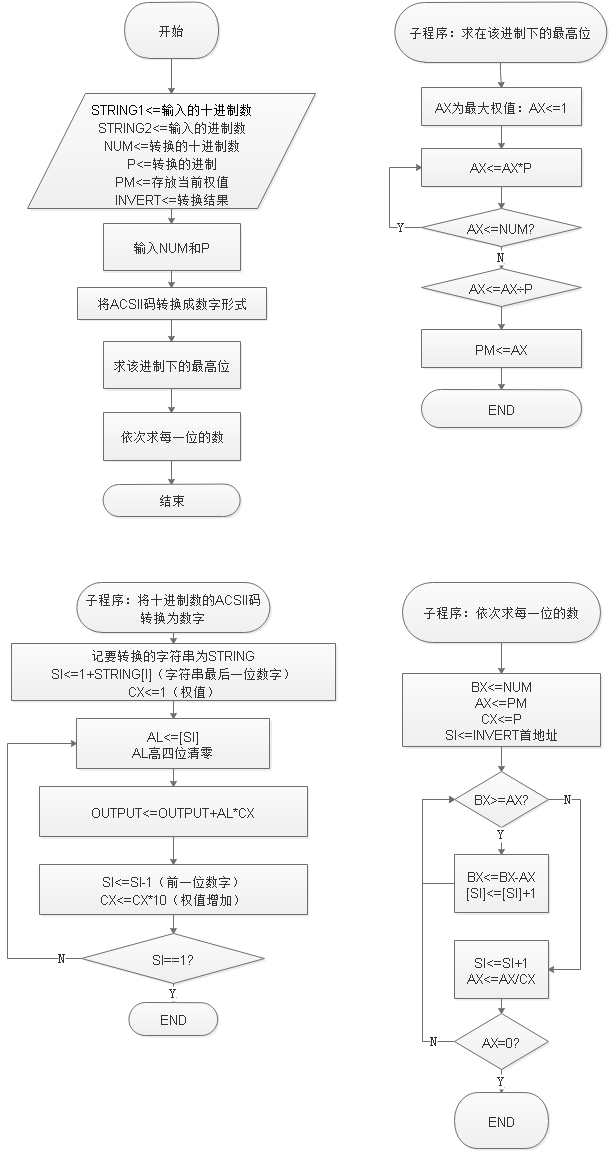 开始
STRING1<=输入的十进制数
STRING2<=输入的进制数
NUM<=转换的十进制数
P<=转换的进制
PM<=存放当前权值
INVERT<=转换结果
输入NUM和P
将ACSII码转换成数字形式
求该进制下的最高位
依次求每一位的数
结束
子程序：求在该进制下的最高位
AX为最大权值：AX<=1
AX<=AX*P
AX<=NUM?
Y
N
AX<=AX÷P
PM<=AX
END
子程序：将十进制数的ACSII码
转换为数字
记要转换的字符串为STRING
SI<=1+STRING[I]（字符串最后一位数字）
CX<=1（权值）
AL<=[SI]
AL高四位清零
OUTPUT<=OUTPUT+AL*CX
SI<=SI-1（前一位数字）
CX<=CX*10（权值增加）
SI==1?
N
Y
END
子程序：依次求每一位的数
BX<=NUM
AX<=PM
CX<=P
SI<=INVERT首地址
BX>=AX?
N
Y
BX<=BX-AX
[SI]<=[SI]+1
SI<=SI+1
AX<=AX/CX
AX=0?
N
Y
END